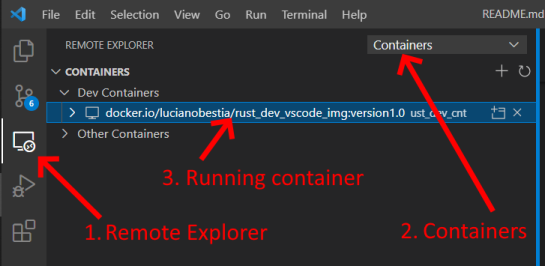 File Edit Selection View Go Run Terminal Help README.md
REMOTE EXPLORER Containers
CONTAINERS
Dev Containers
docker.io/lucianobestia/rust_dev_vscode_img:version1.0 ust_dev_cnt
Other Containers
6
3. Running container
1. Remote Explorer
2. Containers